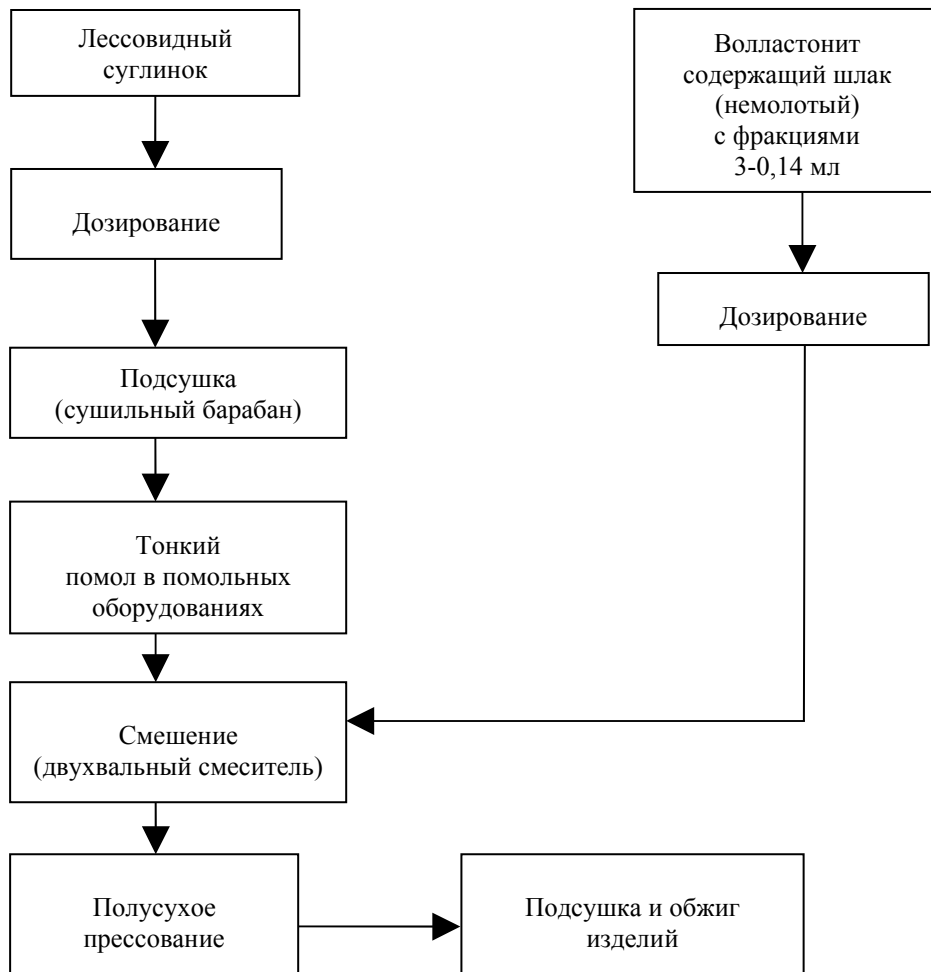 Лессовидный
суглинок
Волластонит
содержащий шлак
(немолотый)
с фракциями
3-0,14 мл
Дозирование
Дозирование
Подсушка
(сушильный барабан)
Тонкий
помол в помольных
оборудованиях
Смешение
(двухвальный смеситель)
Полусухое
прессование
Подсушка и обжиг
изделий